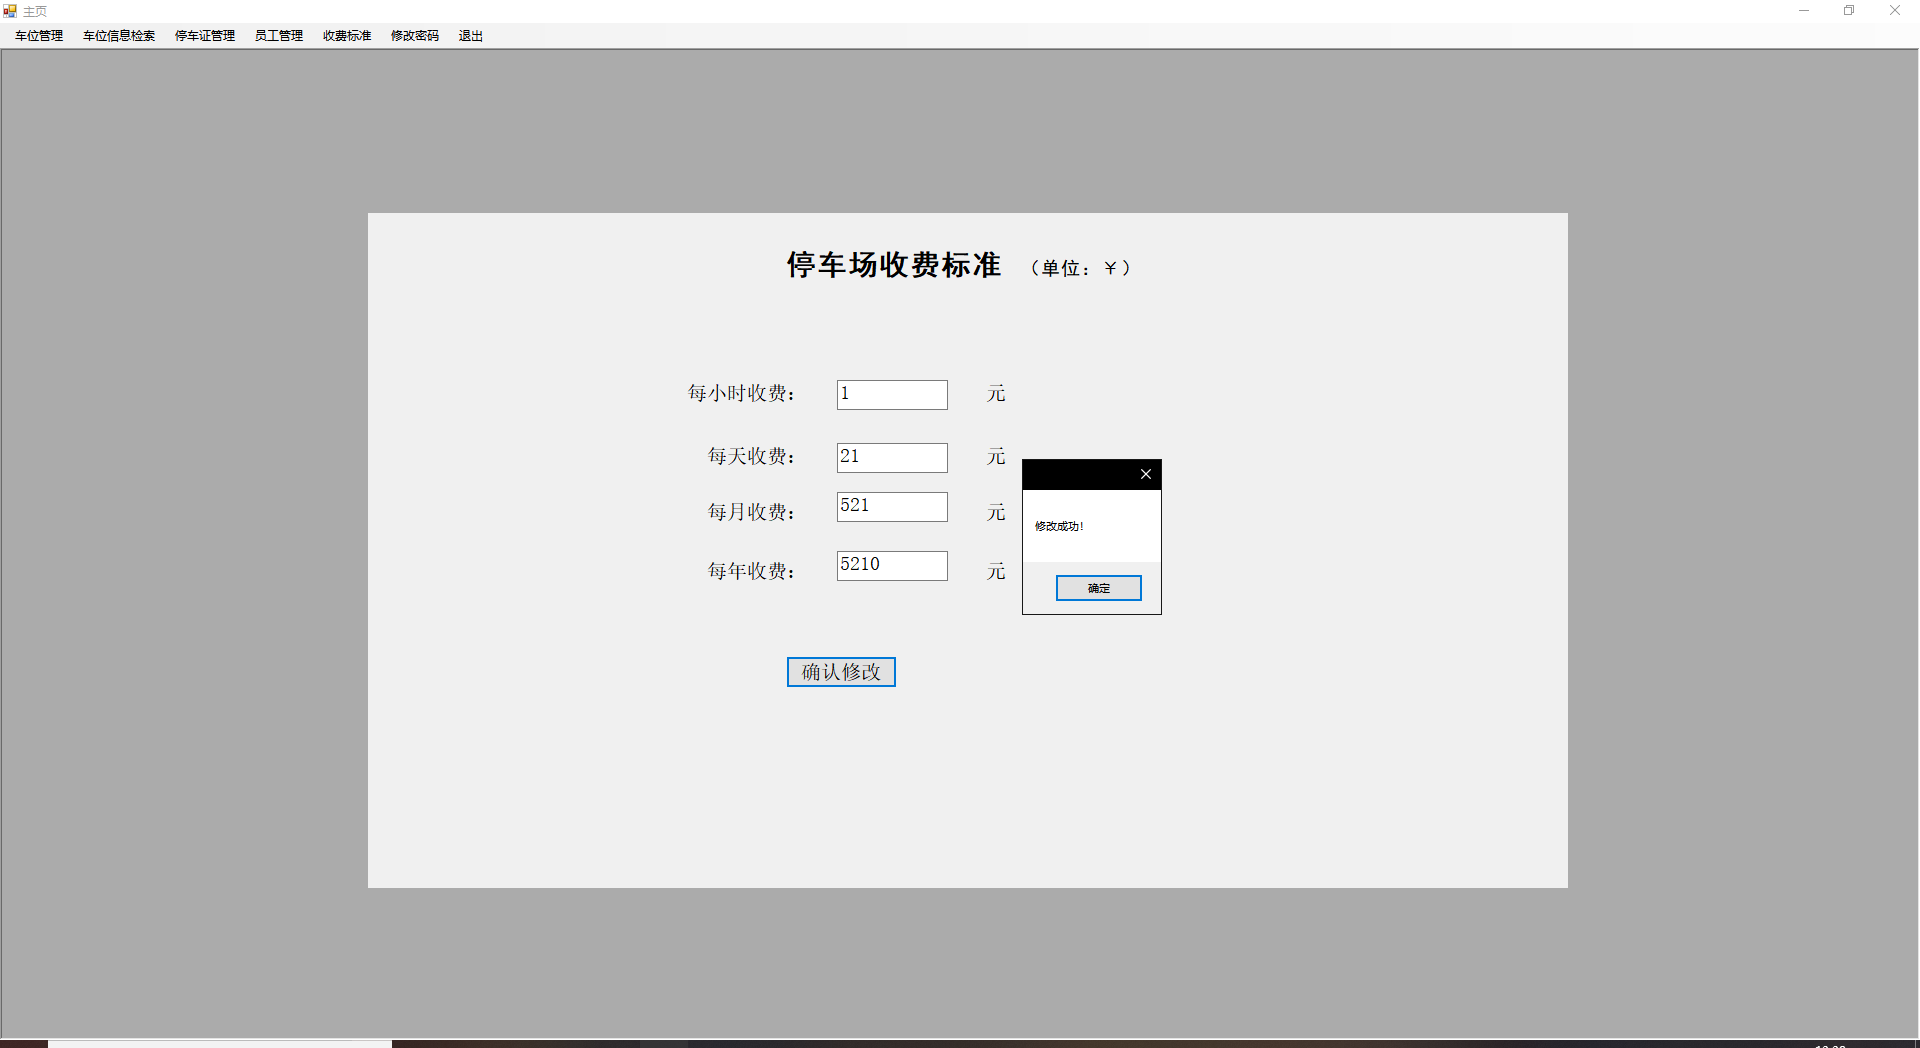 主页
车位管理 车位信息检索 停车证管理 员工管理 收费标准 修改密码 退出
停车场收费标准 （单位：￥）
每小时收费： 1 元
每天收费： 21 元
每月收费： 521 元
每年收费： 5210 元
修改成功！
确定
确认修改